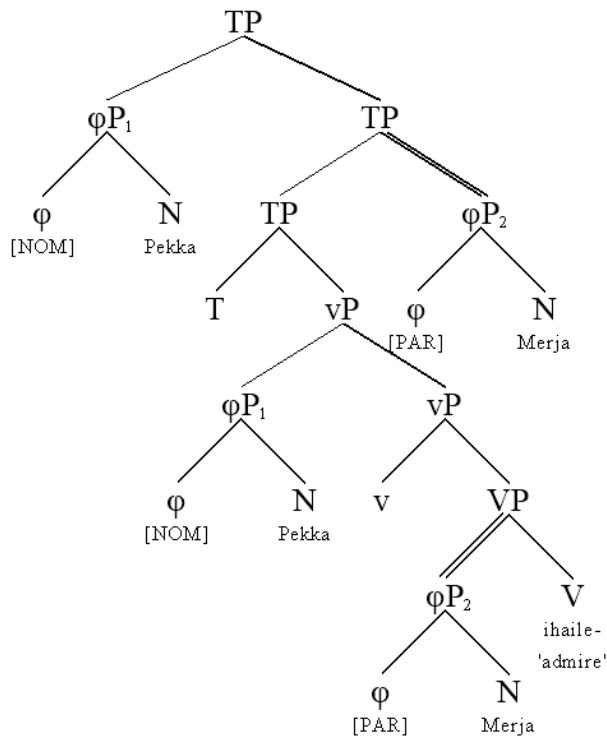 TP
φP₁ TP
φ N TP φP₂
[NOM] Pekka
T vP φ N
[PAR] Merja
φP₁ vP
φ N v VP
[NOM] Pekka
φP₂ V
ihaile-
'admire'
φ N
[PAR] Merja